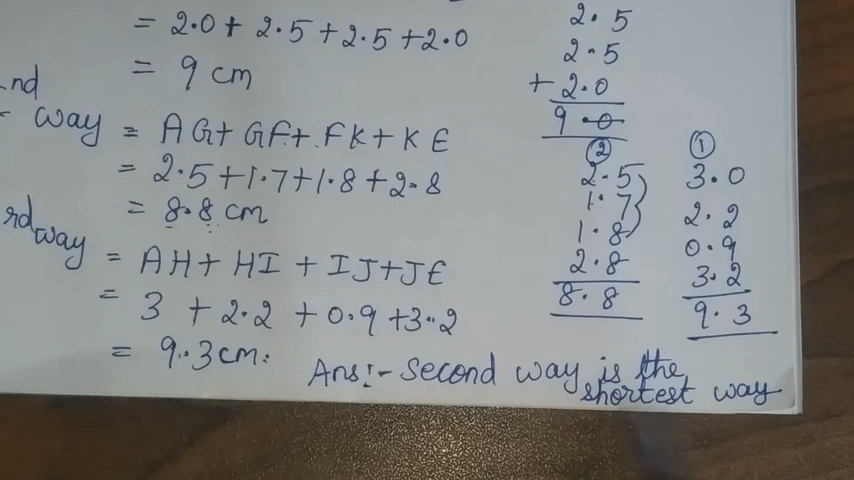 = 2.0 + 2.5 + 2.5 + 2.0
= 9 cm
2.5
2.5
+ 2.0
9.0
nd
way = AG + GF + FK + KE
= 2.5 + 1.7 + 1.8 + 2.8
= 8.8 cm
rd way = AH + HI + IJ + JE
= 3 + 2.2 + 0.9 + 3.2
= 9.3 cm.
②
2.5
1.7
1.8
2.8
8.8
①
3.0
2.2
0.9
3.2
9.3
Ans:- Second way is the
shortest way